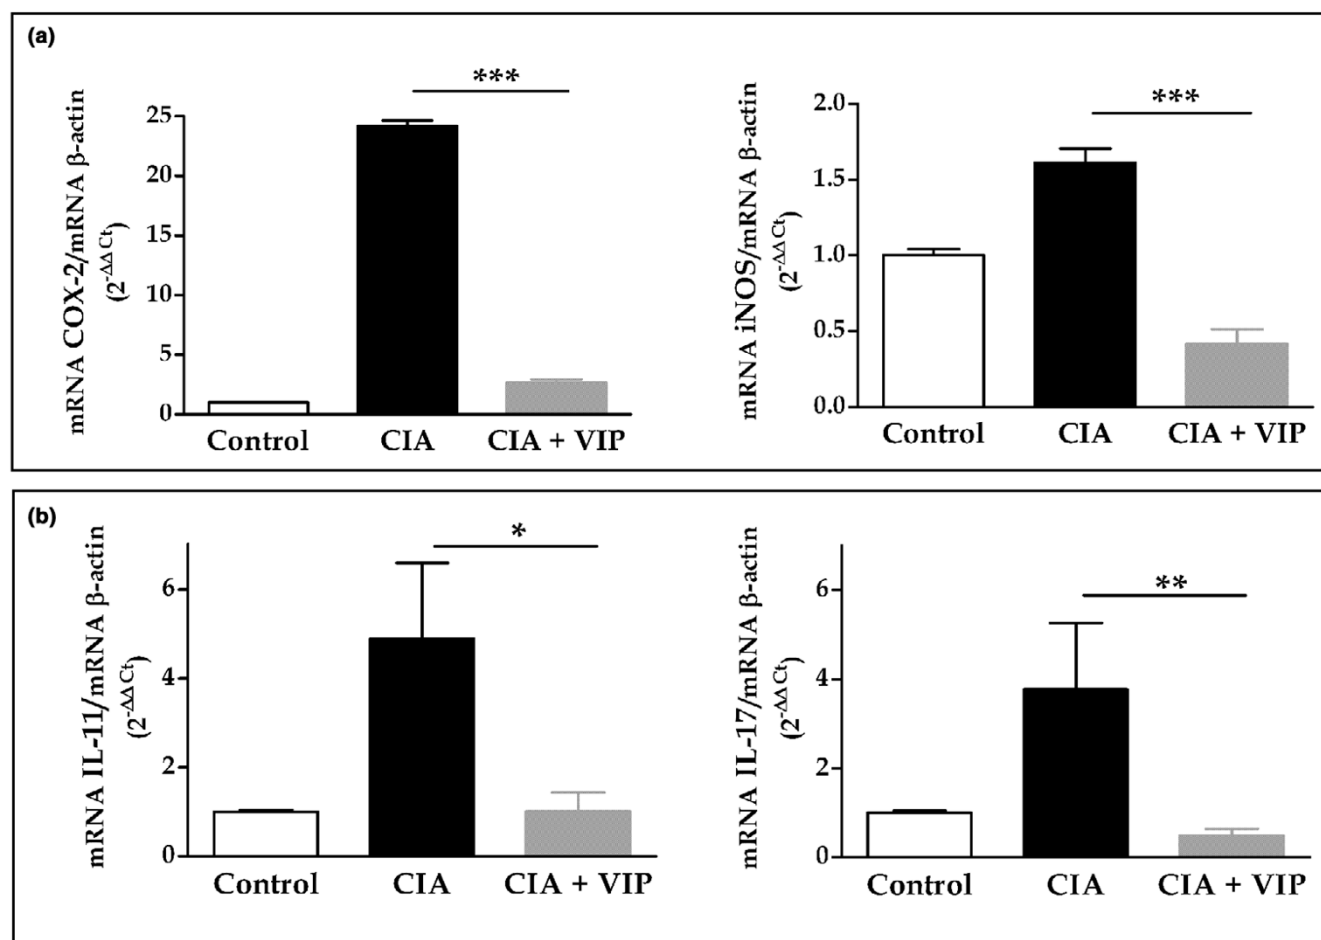 (a)
mRNA COX-2/mRNA β-actin
(2^-ΔΔCt)
25
20
15
10
5
0
***
Control CIA CIA + VIP
mRNA iNOS/mRNA β-actin
(2^-ΔΔCt)
2.0
1.5
1.0
0.5
0.0
***
Control CIA CIA + VIP
(b)
mRNA IL-11/mRNA β-actin
(2^-ΔΔCt)
6
4
2
0
*
Control CIA CIA + VIP
mRNA IL-17/mRNA β-actin
(2^-ΔΔCt)
6
4
2
0
**
Control CIA CIA + VIP